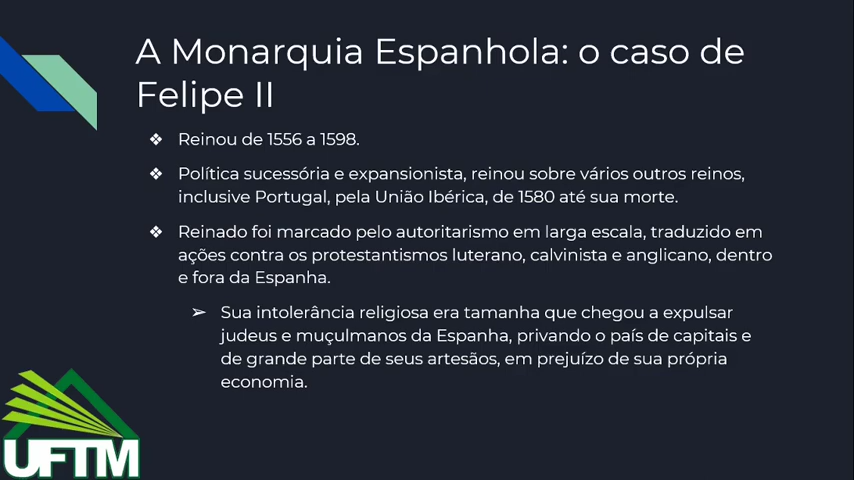 A Monarquia Espanhola: o caso de
Felipe II
❖ Reinou de 1556 a 1598.
❖ Política sucessória e expansionista, reinou sobre vários outros reinos,
inclusive Portugal, pela União Ibérica, de 1580 até sua morte.
❖ Reinado foi marcado pelo autoritarismo em larga escala, traduzido em
ações contra os protestantismos luterano, calvinista e anglicano, dentro
e fora da Espanha.
➢ Sua intolerância religiosa era tamanha que chegou a expulsar
judeus e muçulmanos da Espanha, privando o país de capitais e
de grande parte de seus artesãos, em prejuízo de sua própria
economia.
UFTM